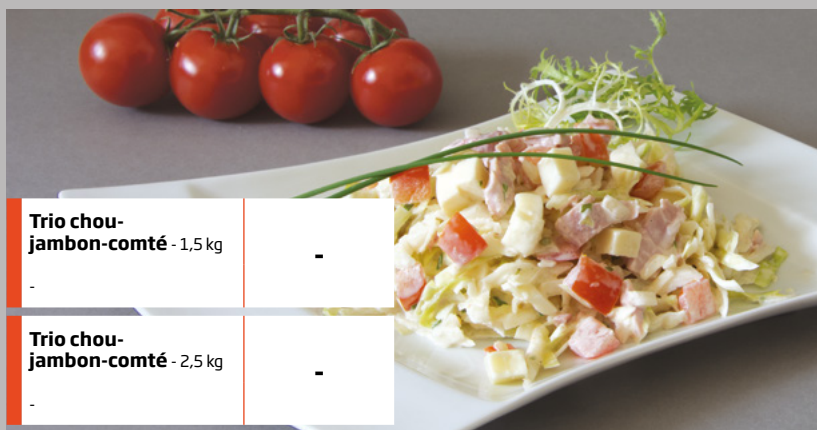 Trio chou-
jambon-comté - 1,5 kg
-
-
Trio chou-
jambon-comté - 2,5 kg
-
-